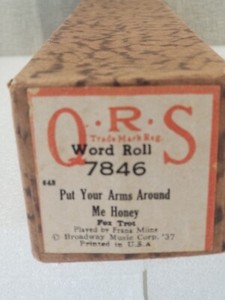 Q·R·S
Trade Mark Reg.
Word Roll
7846
643
Put Your Arms Around
Me Honey
Fox Trot
Played by Frank Milne
© Broadway Music Corp. '37
Printed in U.S.A